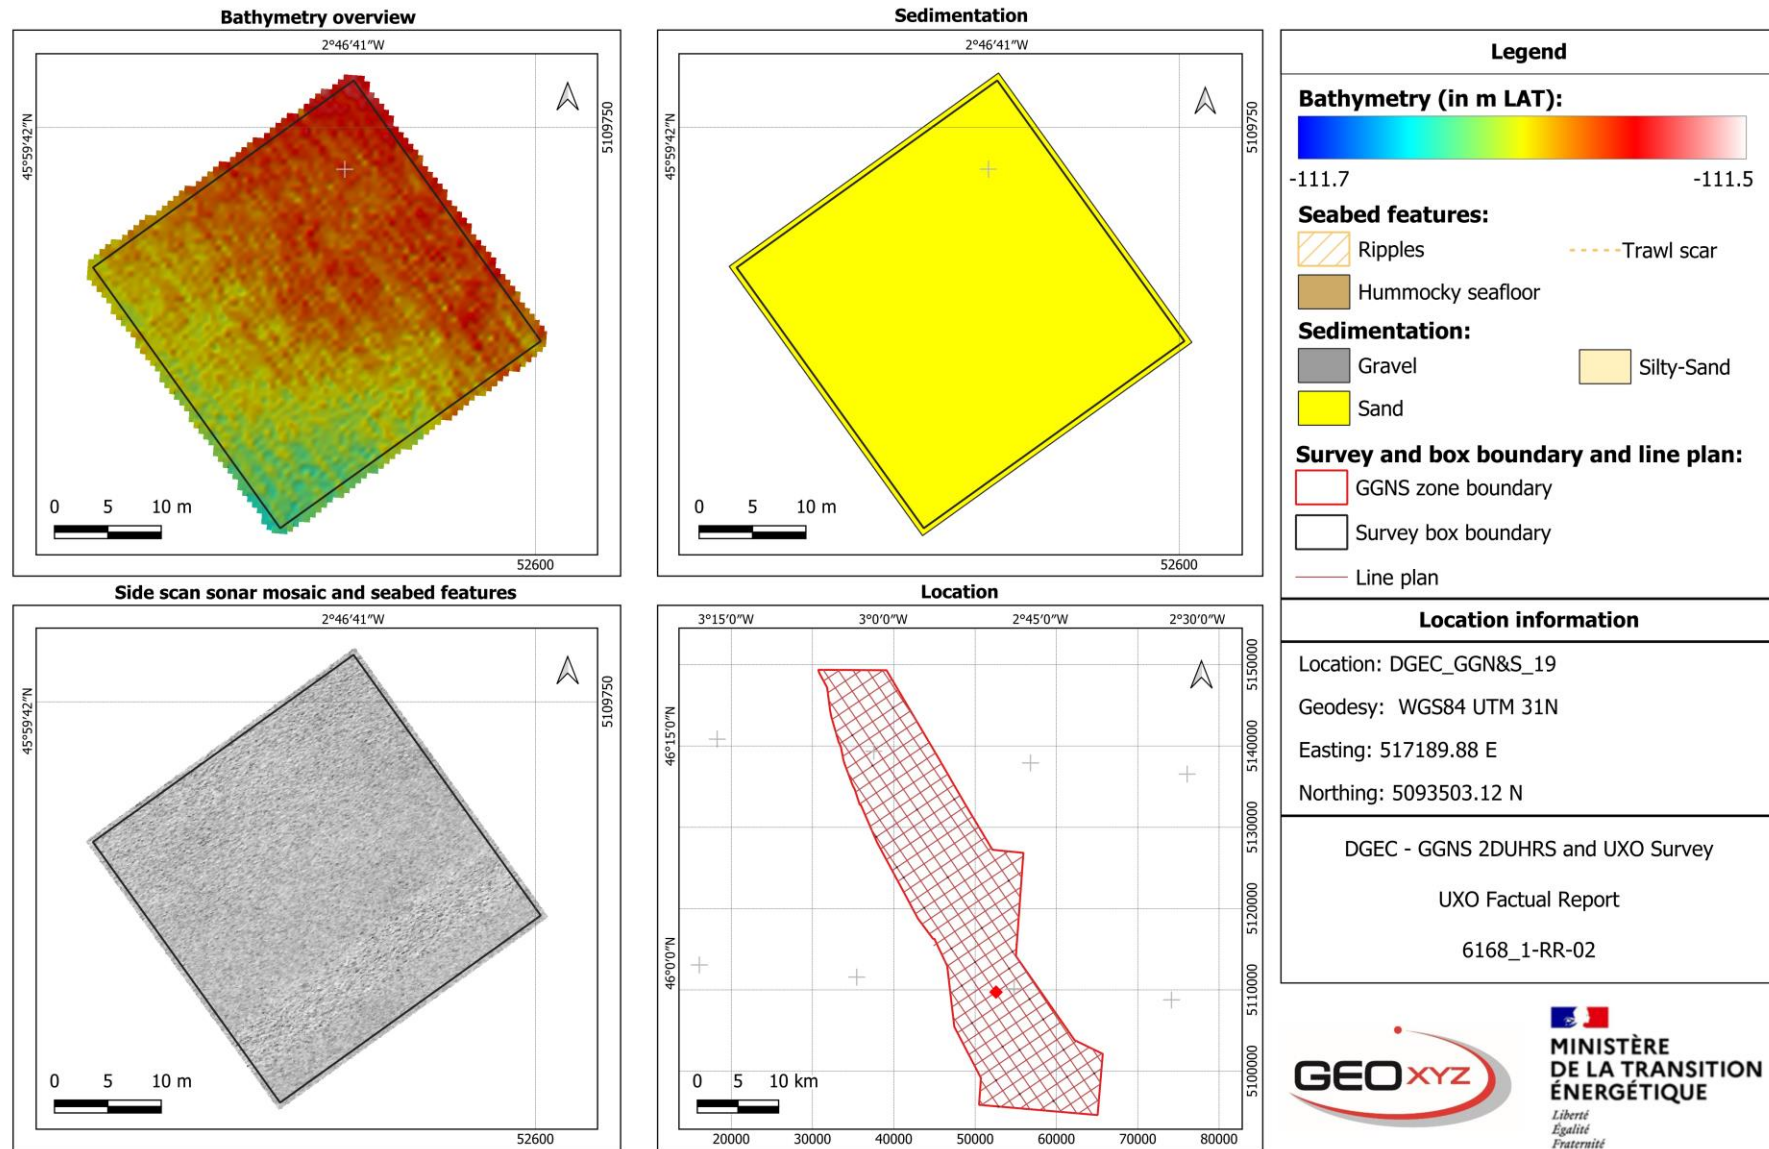 Bathymetry overview
2°46'41"W
45°59'42"N
5109750
0 5 10 m
52600
Sedimentation
2°46'41"W
45°59'42"N
5109750
0 5 10 m
52600
Side scan sonar mosaic and seabed features
2°46'41"W
45°59'42"N
5109750
0 5 10 m
52600
Location
3°15'0"W 3°0'0"W 2°45'0"W 2°30'0"W
46°15'0"N
46°0'0"N
5150000
5140000
5130000
5120000
5110000
5100000
0 5 10 km
20000 30000 40000 50000 60000 70000 80000
Legend
Bathymetry (in m LAT):
-111.7 -111.5
Seabed features:
Ripples Trawl scar
Hummocky seafloor
Sedimentation:
Gravel Silty-Sand
Sand
Survey and box boundary and line plan:
GGNS zone boundary
Survey box boundary
Line plan
Location information
Location: DGEC_GGN&S_19
Geodesy: WGS84 UTM 31N
Easting: 517189.88 E
Northing: 5093503.12 N
DGEC - GGNS 2DUHRS and UXO Survey
UXO Factual Report
6168_1-RR-02
GEOXYZ
MINISTÈRE
DE LA TRANSITION
ÉNERGÉTIQUE
Liberté
Égalité
Fraternité